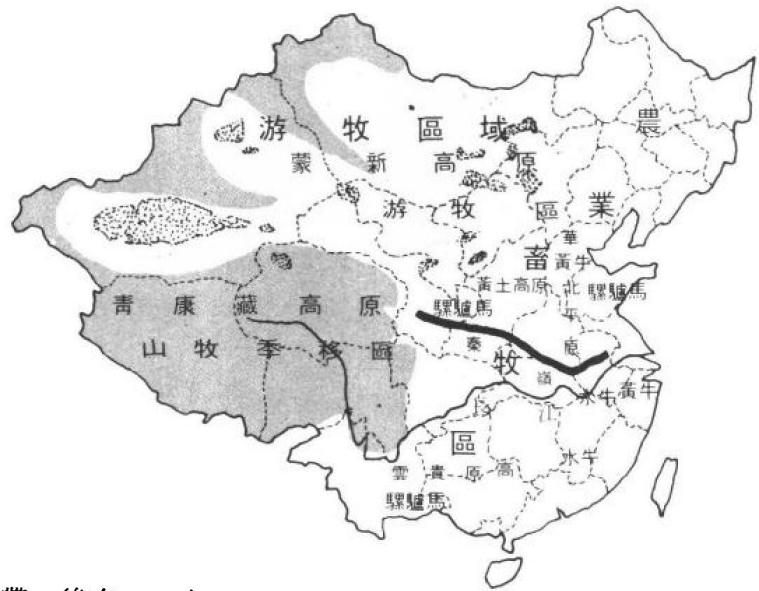 游牧區域
蒙新高原
游牧區
農業畜牧區
華北平原
黃牛
黃土高原
騾驢馬
騾驢馬
青康藏高原
山牧季移區
秦嶺
長江
水牛
黃牛
水牛
雲貴高原
騾驢馬